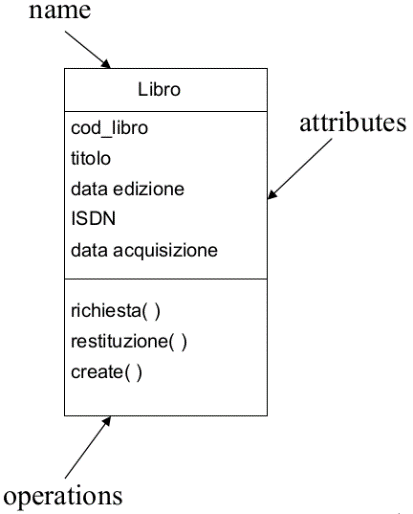 name
Libro
attributes
cod_libro
titolo
data edizione
ISDN
data acquisizione
richiesta( )
restituzione( )
create( )
operations